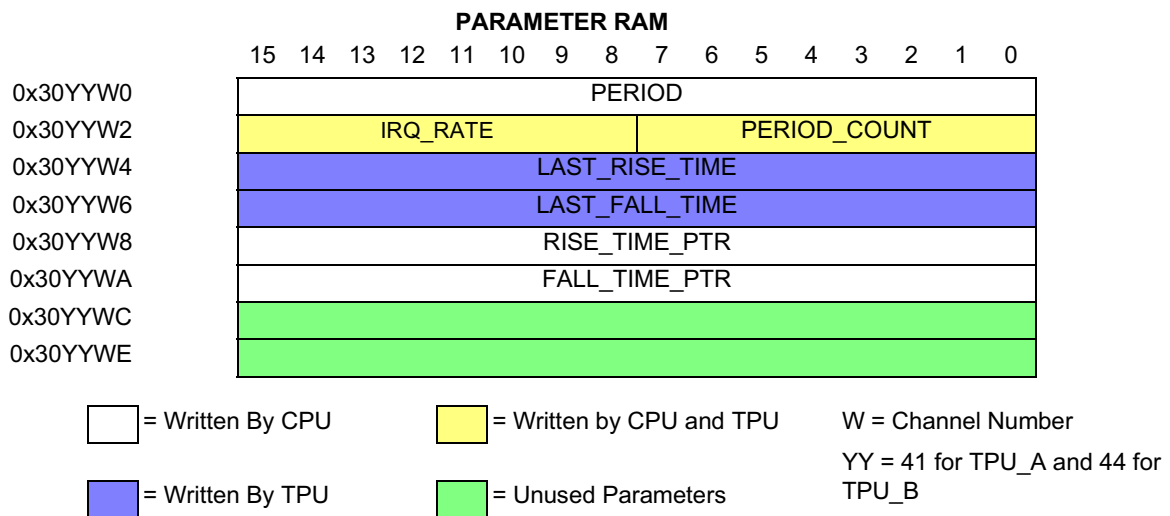 PARAMETER RAM
15 14 13 12 11 10 9 8 7 6 5 4 3 2 1 0
0x30YYW0 PERIOD
0x30YYW2 IRQ_RATE PERIOD_COUNT
0x30YYW4 LAST_RISE_TIME
0x30YYW6 LAST_FALL_TIME
0x30YYW8 RISE_TIME_PTR
0x30YYWA FALL_TIME_PTR
0x30YYWC
0x30YYWE
= Written By CPU = Written by CPU and TPU W = Channel Number
YY = 41 for TPU_A and 44 for
TPU_B
= Written By TPU = Unused Parameters